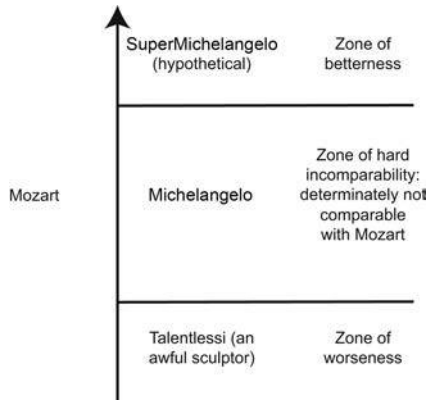 SuperMichelangelo
(hypothetical)
Zone of
betterness
Mozart
Michelangelo
Zone of hard
incomparability:
determinately not
comparable
with Mozart
Talentlessi (an
awful sculptor)
Zone of
worseness